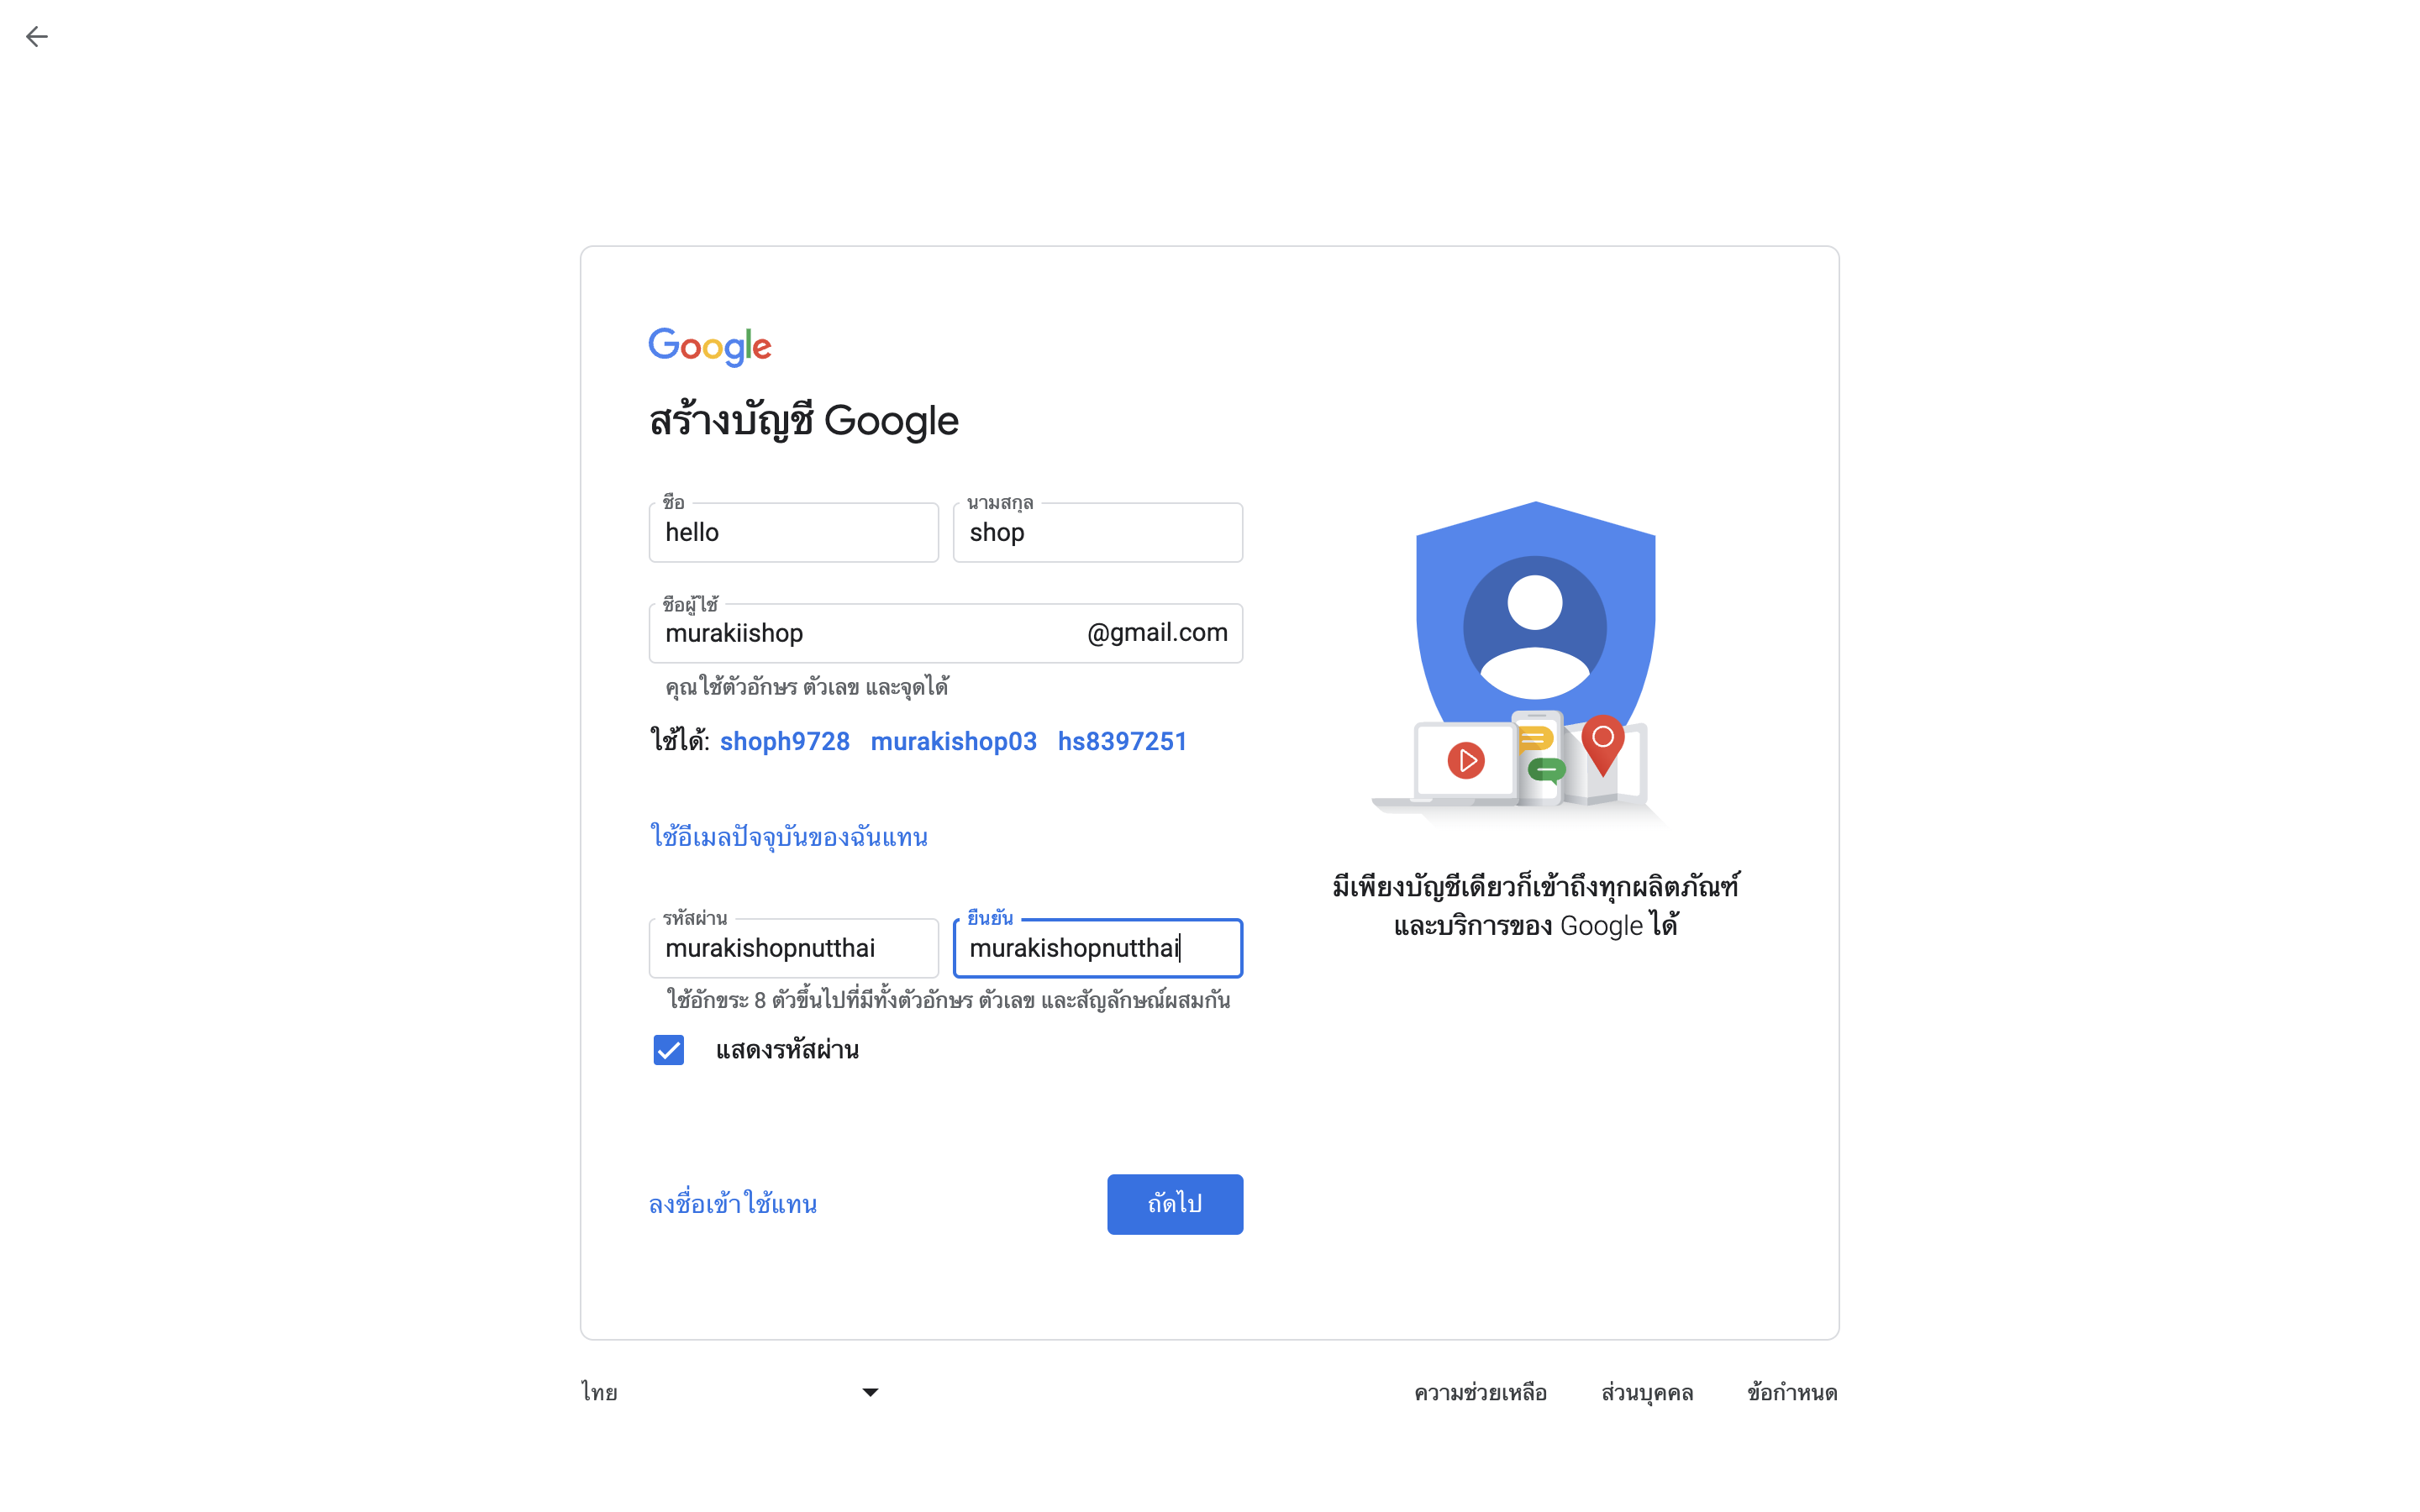 Google
สร้างบัญชี Google
ชื่อ
นามสกุล
hello
shop
ชื่อผู้ใช้
murakiishop
@gmail.com
คุณใช้ตัวอักษร ตัวเลข และจุดได้
ใช้ได้: shoph9728 murakishop03 hs8397251
ใช้อีเมลปัจจุบันของฉันแทน
รหัสผ่าน
ยืนยัน
murakishopnutthai
murakishopnutthai
ใช้อักขระ 8 ตัวขึ้นไปที่มีทั้งตัวอักษร ตัวเลข และสัญลักษณ์ผสมกัน
แสดงรหัสผ่าน
ลงชื่อเข้าใช้แทน
ถัดไป
มีเพียงบัญชีเดียวก็เข้าถึงทุกผลิตภัณฑ์
และบริการของ Google ได้
ไทย
ความช่วยเหลือ
ส่วนบุคคล
ข้อกำหนด